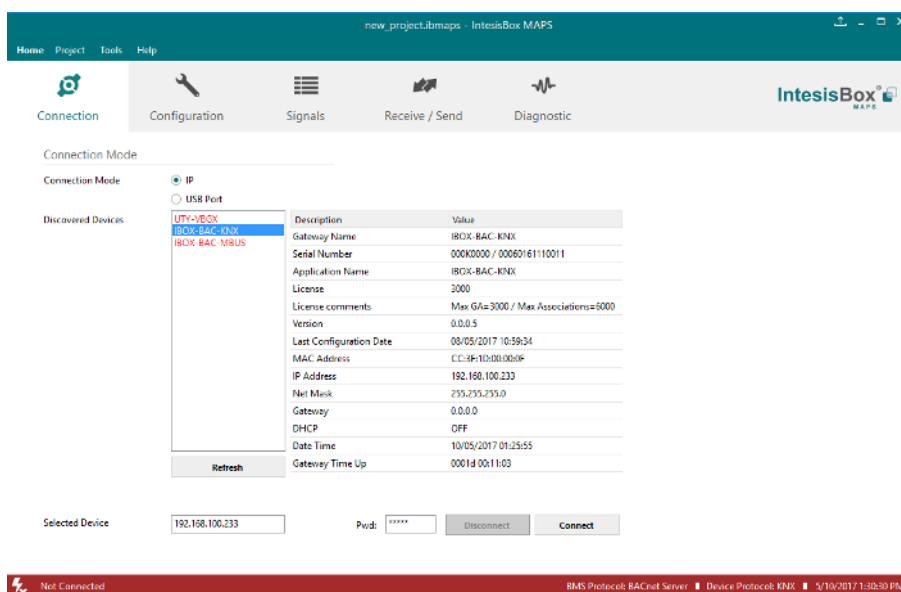 new_project.ibmaps - IntesisBox MAPS
Home Project Tools Help
Connection Configuration Signals Receive / Send Diagnostic
IntesisBox®
MAPS
Connection Mode
Connection Mode IP
USB Port
Discovered Devices
UTY-VBGX
IBOX-BAC-KNX
IBOX-BAC-MBUS
Description Value
Gateway Name IBOX-BAC-KNX
Serial Number 000K0000 / 00060161110011
Application Name IBOX-BAC-KNX
License 3000
License comments Max GA=3000 / Max Associations=6000
Version 0.0.0.5
Last Configuration Date 08/05/2017 10:59:34
MAC Address CC:3F:1D:00:00:0F
IP Address 192.168.100.233
Net Mask 255.255.255.0
Gateway 0.0.0.0
DHCP OFF
Date Time 10/05/2017 01:25:55
Gateway Time Up 0001d 00:11:03
Refresh
Selected Device 192.168.100.233 Pwd: ***** Disconnect Connect
Not Connected BMS Protocol: BACnet Server Device Protocol: KNX 5/10/2017 1:30:30 PM